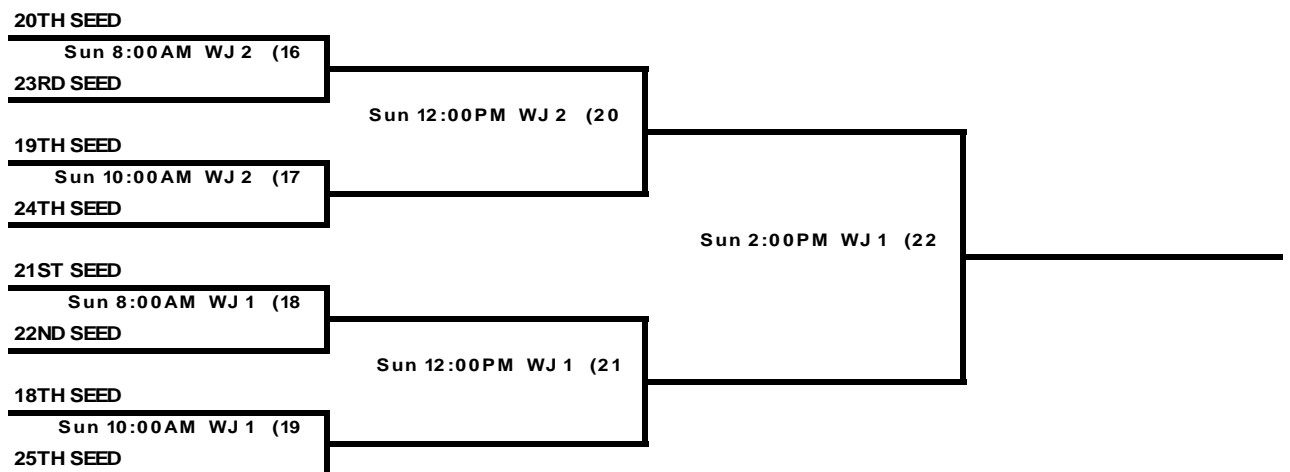 20TH SEED
Sun 8:00AM WJ 2 (16
23RD SEED
Sun 12:00PM WJ 2 (20
19TH SEED
Sun 10:00AM WJ 2 (17
24TH SEED
Sun 2:00PM WJ 1 (22
21ST SEED
Sun 8:00AM WJ 1 (18
22ND SEED
Sun 12:00PM WJ 1 (21
18TH SEED
Sun 10:00AM WJ 1 (19
25TH SEED